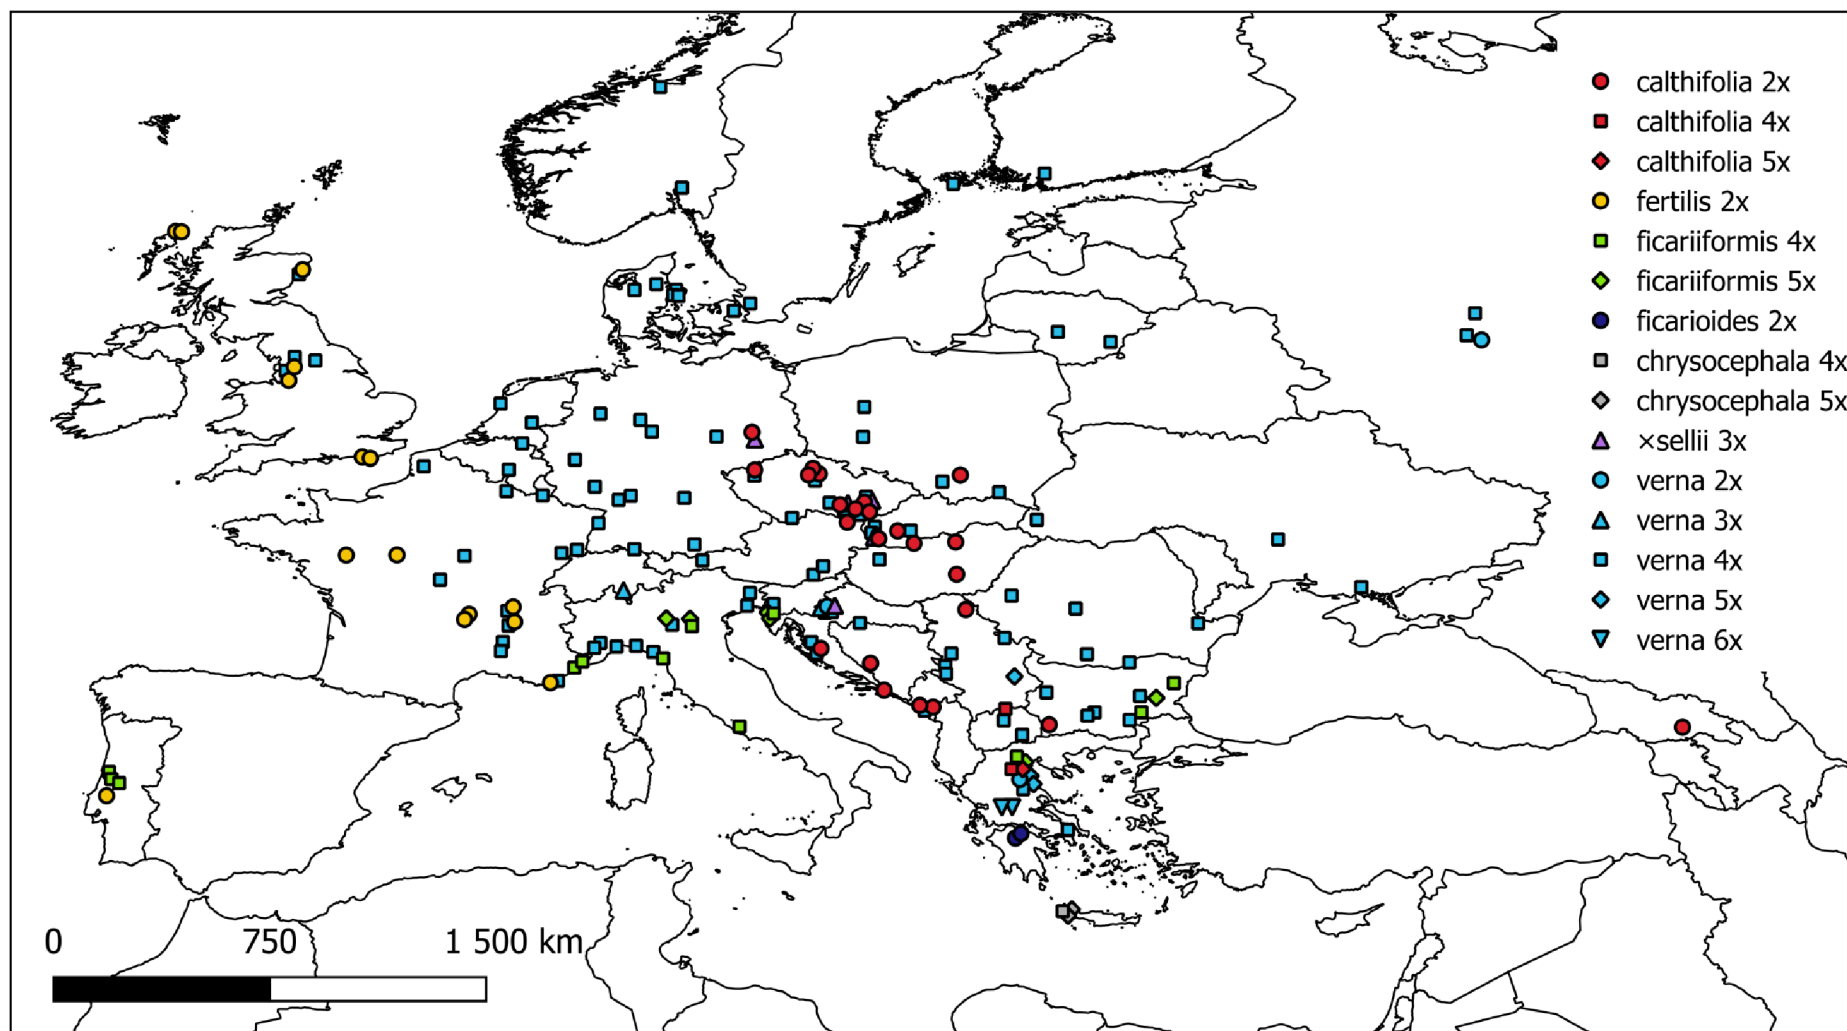 calthifolia 2x
calthifolia 4x
calthifolia 5x
fertilis 2x
ficariiformis 4x
ficariiformis 5x
ficarioides 2x
chrysocephala 4x
chrysocephala 5x
×sellii 3x
verna 2x
verna 3x
verna 4x
verna 5x
verna 6x
0 750 1 500 km